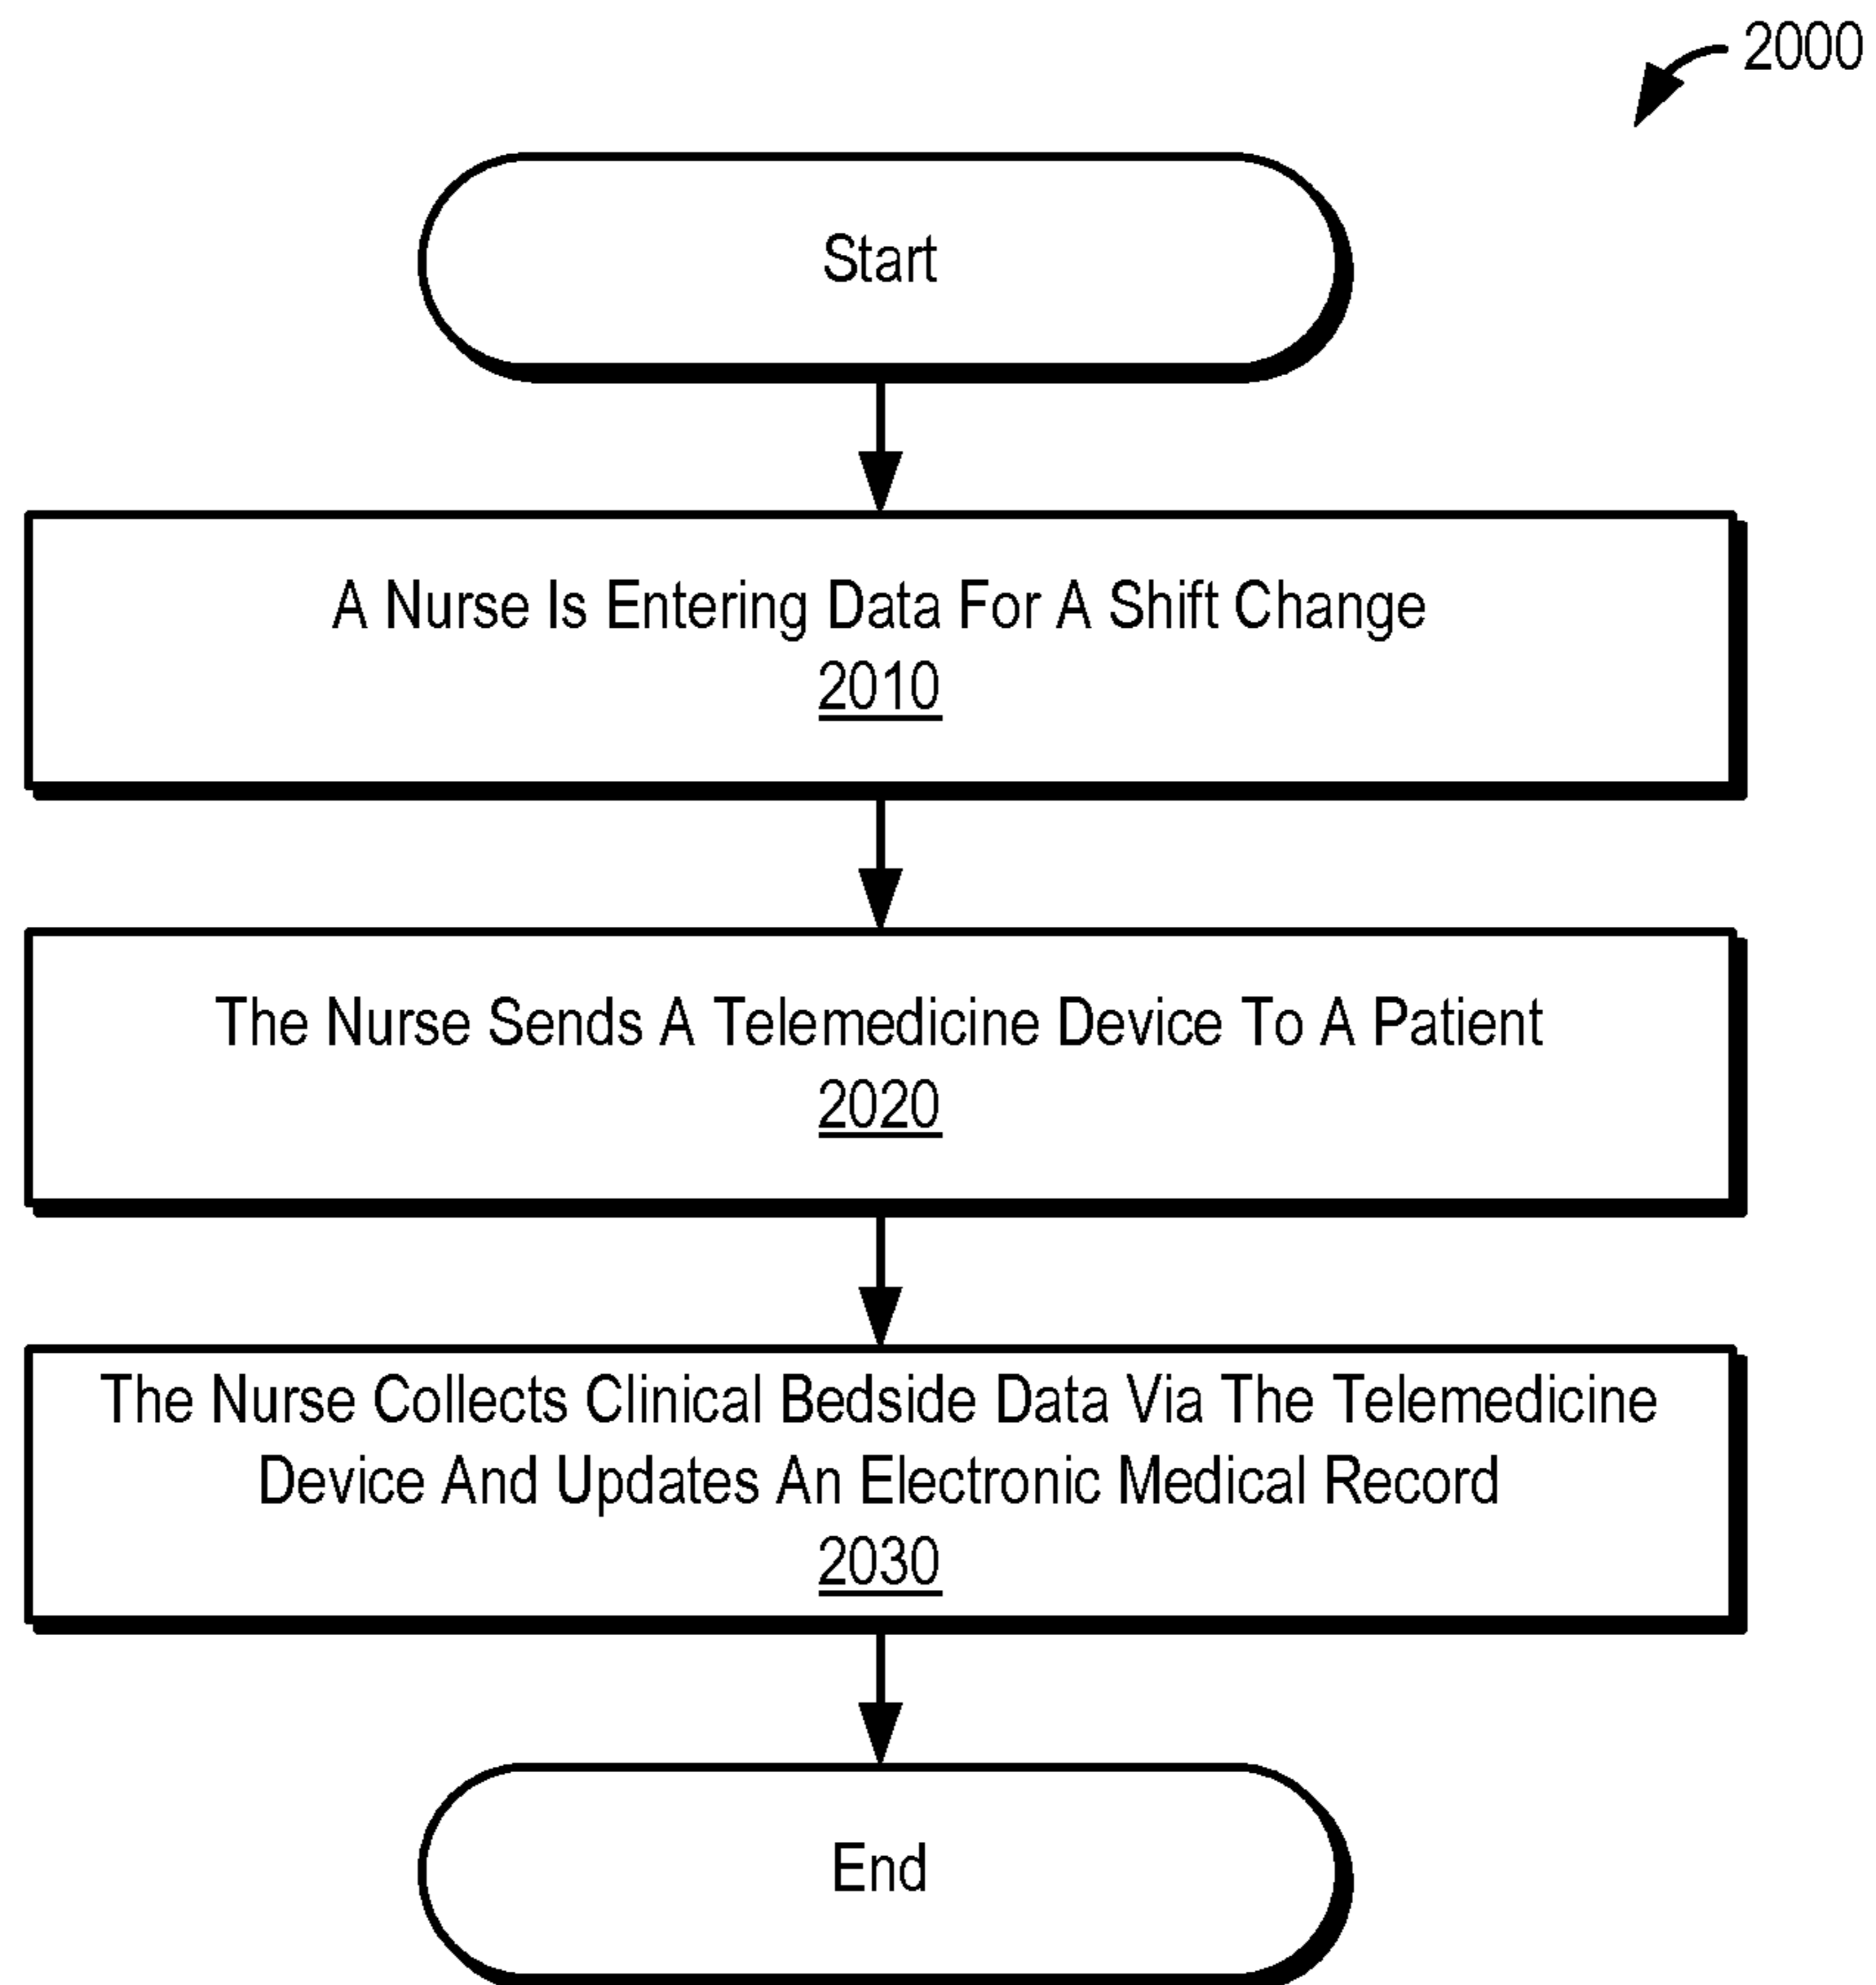 2000
Start
A Nurse Is Entering Data For A Shift Change
2010
The Nurse Sends A Telemedicine Device To A Patient
2020
The Nurse Collects Clinical Bedside Data Via The Telemedicine
Device And Updates An Electronic Medical Record
2030
End